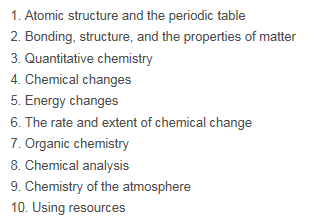 1. Atomic structure and the periodic table
2. Bonding, structure, and the properties of matter
3. Quantitative chemistry
4. Chemical changes
5. Energy changes
6. The rate and extent of chemical change
7. Organic chemistry
8. Chemical analysis
9. Chemistry of the atmosphere
10. Using resources